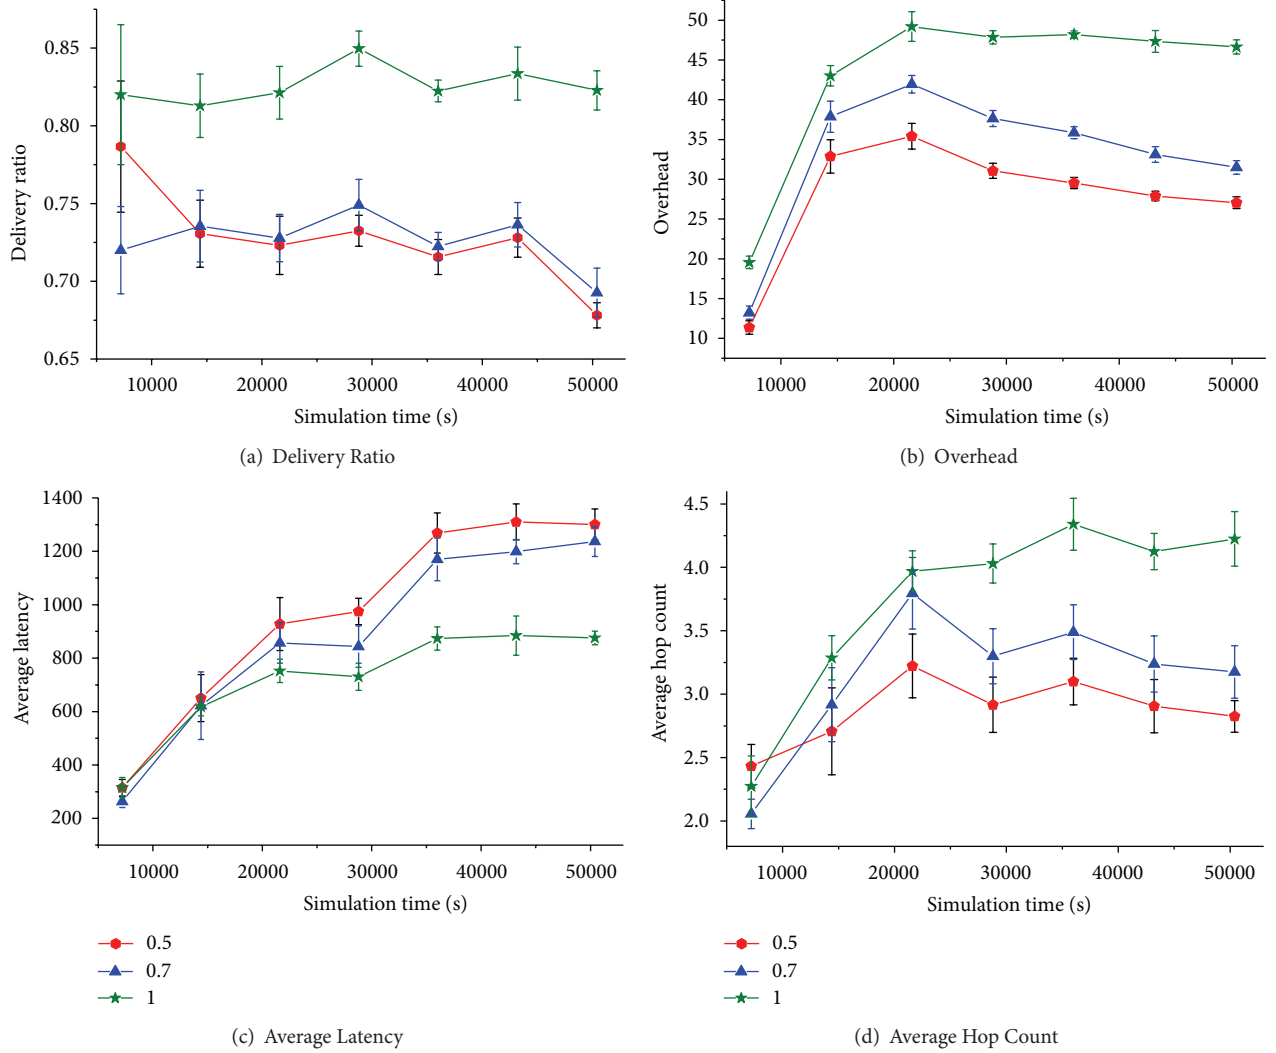 0.85
0.80
0.75
0.70
0.65
Delivery ratio
10000 20000 30000 40000 50000
Simulation time (s)
(a) Delivery Ratio
50
45
40
35
30
25
20
15
10
Overhead
10000 20000 30000 40000 50000
Simulation time (s)
(b) Overhead
1400
1200
1000
800
600
400
200
Average latency
10000 20000 30000 40000 50000
Simulation time (s)
0.5
0.7
1
(c) Average Latency
4.5
4.0
3.5
3.0
2.5
2.0
Average hop count
10000 20000 30000 40000 50000
Simulation time (s)
0.5
0.7
1
(d) Average Hop Count